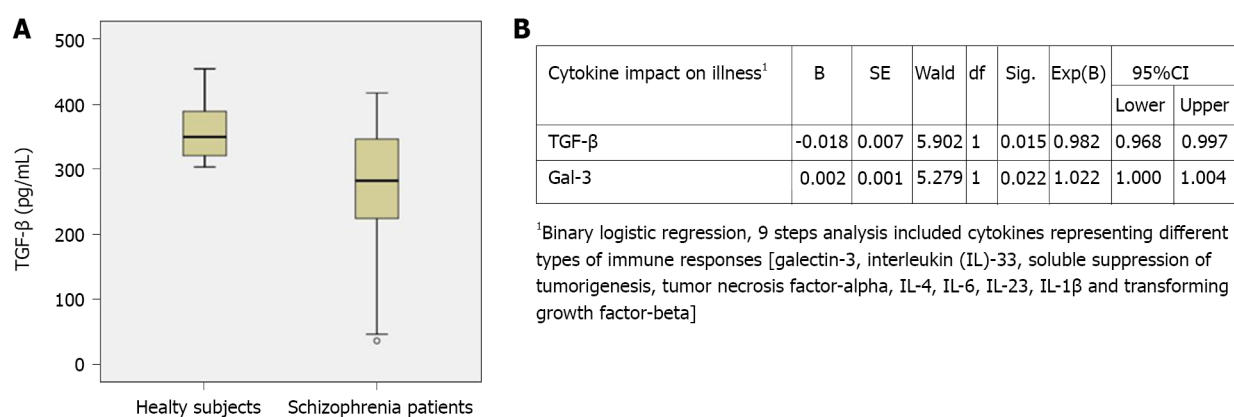 A
500
400
300
200
100
0
TGF-β (pg/mL)
Healty subjects Schizophrenia patients
B
Cytokine impact on illness¹ B SE Wald df Sig. Exp(B) 95%CI
Lower Upper
TGF-β -0.018 0.007 5.902 1 0.015 0.982 0.968 0.997
Gal-3 0.002 0.001 5.279 1 0.022 1.022 1.000 1.004
¹Binary logistic regression, 9 steps analysis included cytokines representing different
types of immune responses [galectin-3, interleukin (IL)-33, soluble suppression of
tumorigenesis, tumor necrosis factor-alpha, IL-4, IL-6, IL-23, IL-1β and transforming
growth factor-beta]